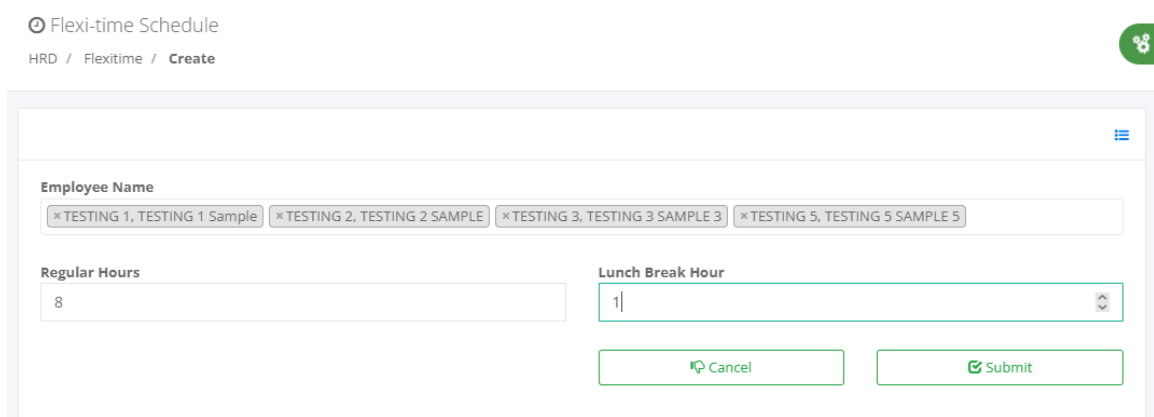 Flexi-time Schedule
HRD / Flexitime / Create
Employee Name
×TESTING 1, TESTING 1 Sample ×TESTING 2, TESTING 2 SAMPLE ×TESTING 3, TESTING 3 SAMPLE 3 ×TESTING 5, TESTING 5 SAMPLE 5
Regular Hours Lunch Break Hour
8 1
Cancel Submit